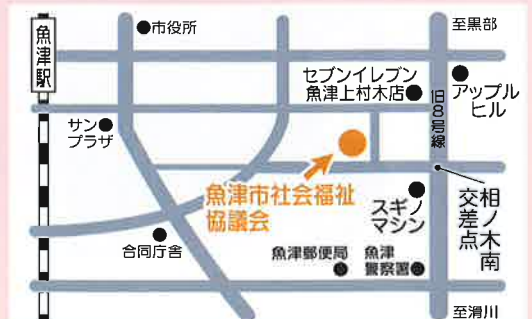 魚津駅
●市役所
至黒部
セブンイレブン
魚津上村木店●
旧8号線
アップル
ヒル
サン●
プラザ
魚津市社会福祉
協議会
スギノ
マシン
相ノ木南
交差点
合同庁舎
魚津郵便局
魚津
警察署
至滑川